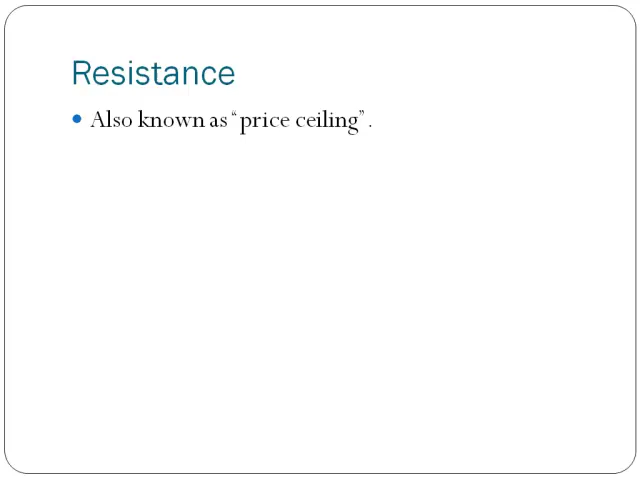 Resistance
• Also known as “price ceiling”.